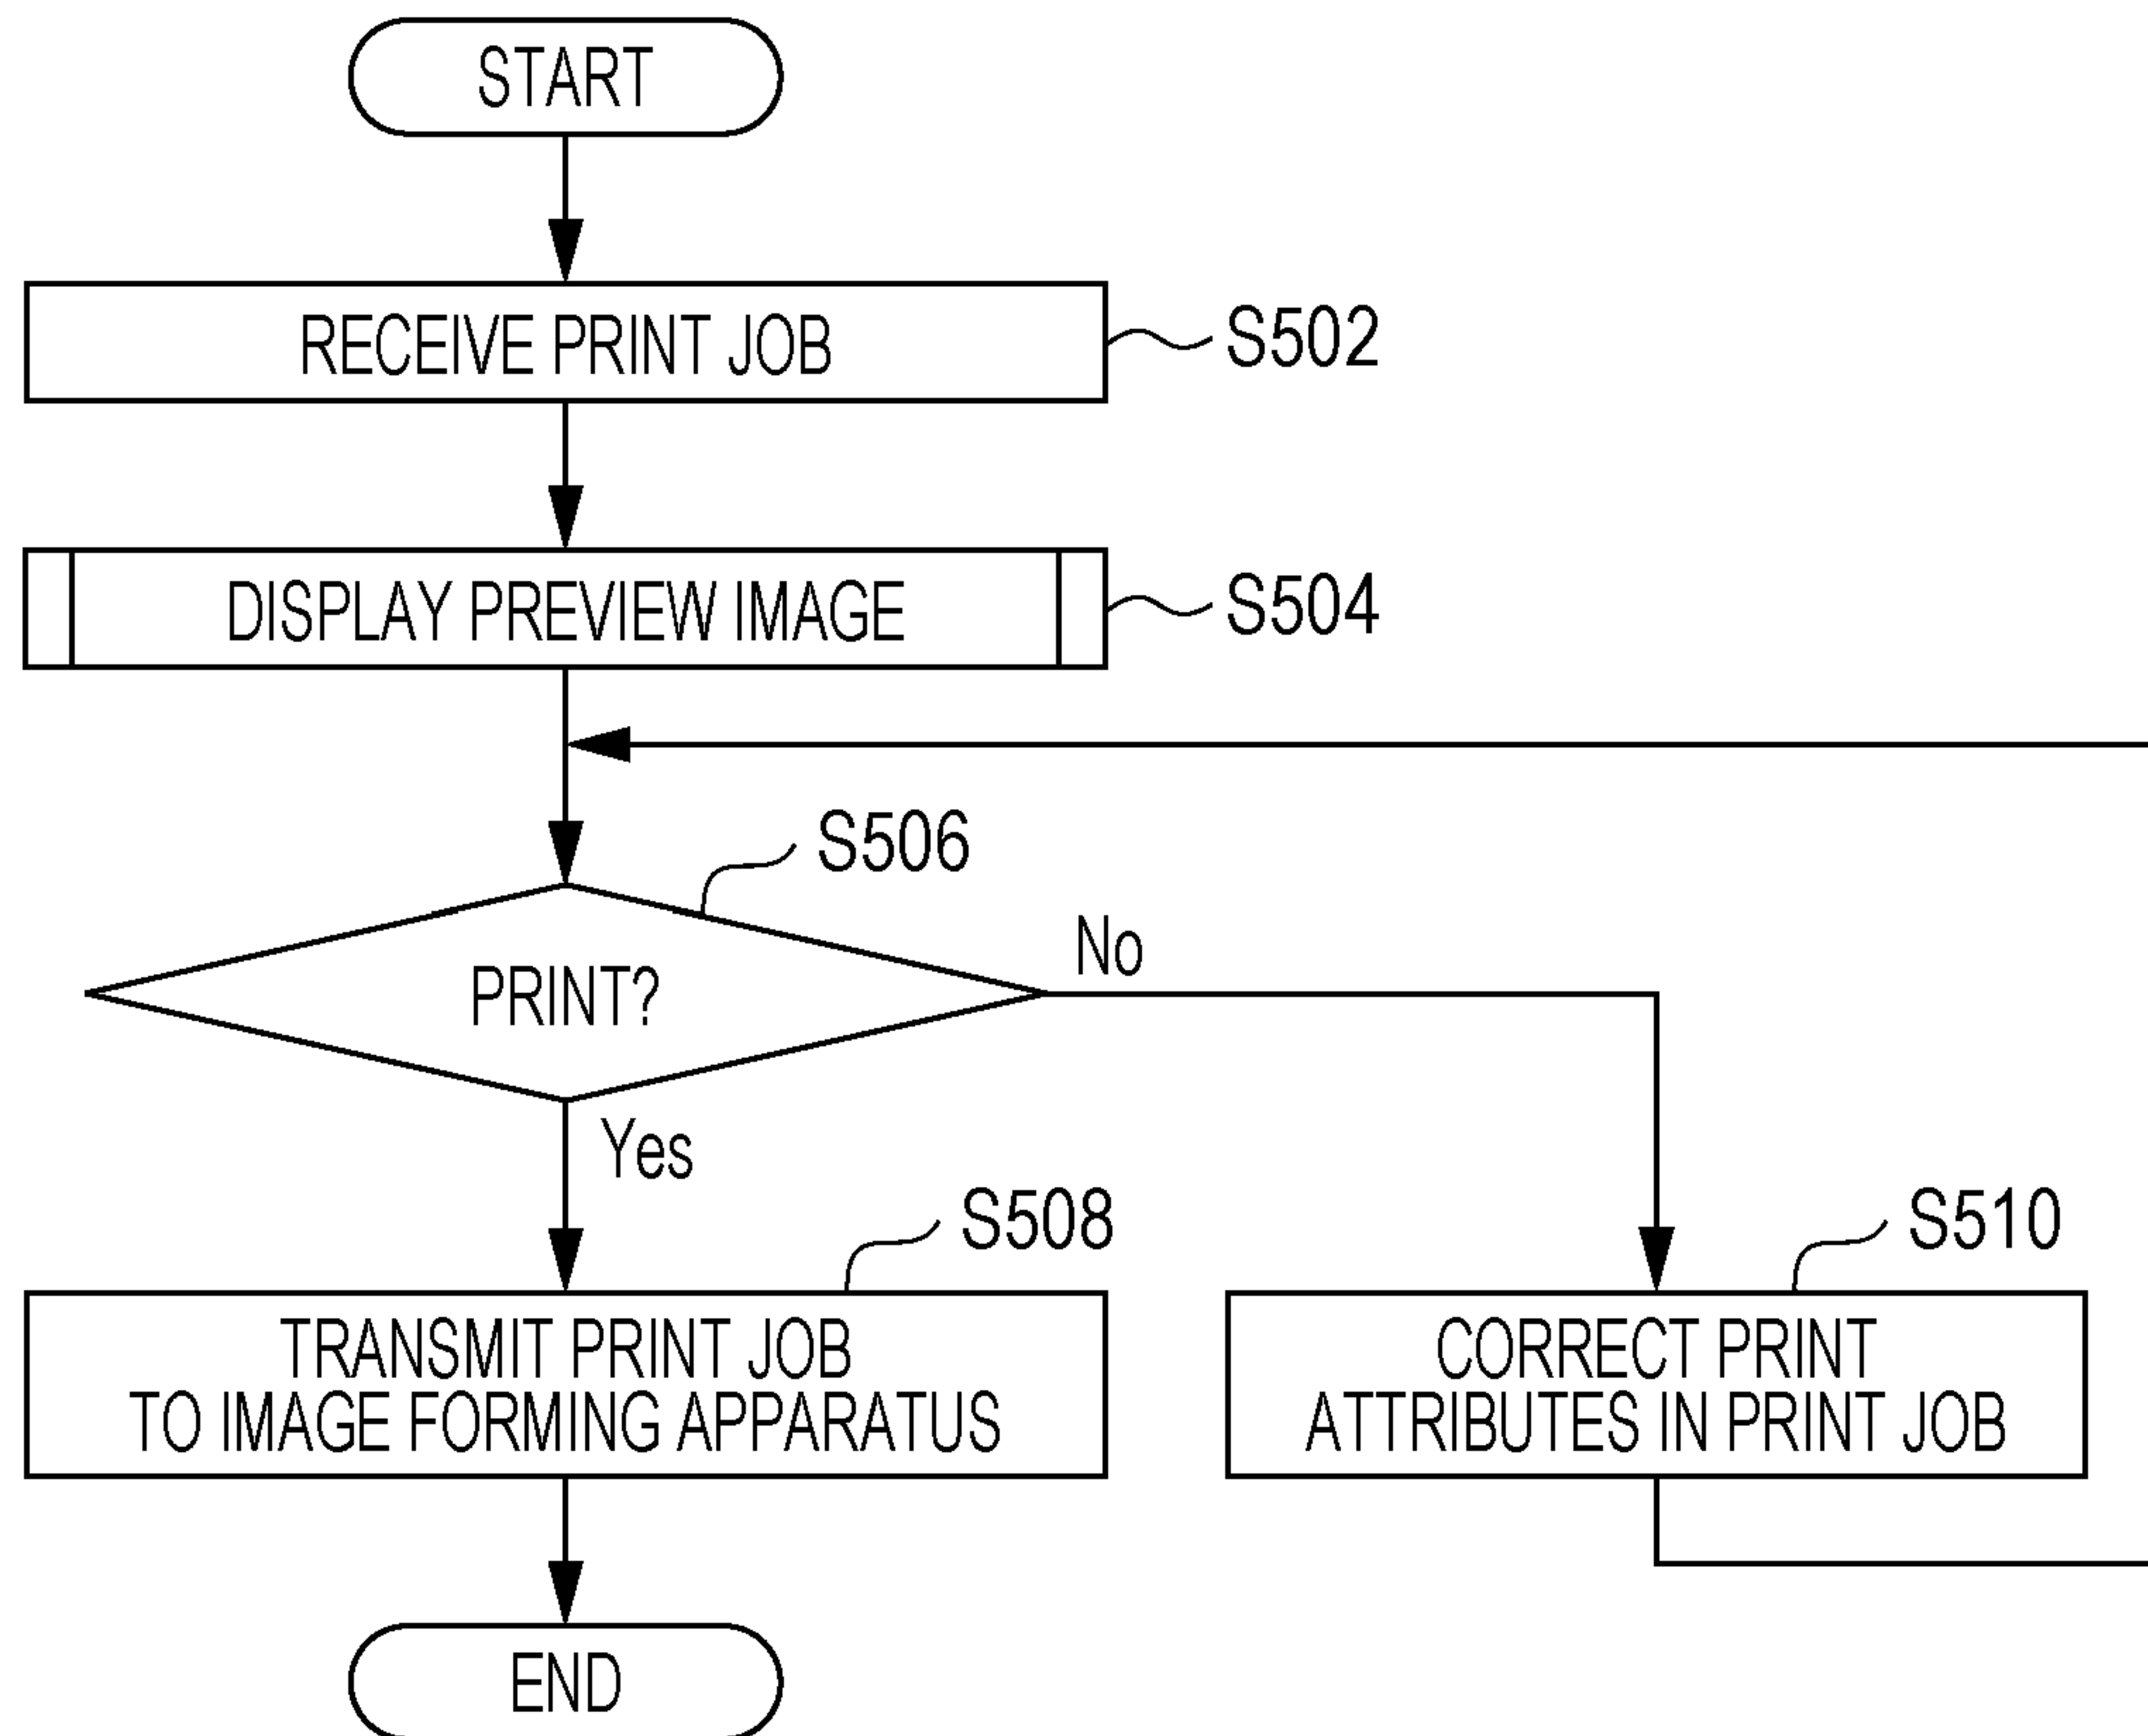 START
RECEIVE PRINT JOB
S502
DISPLAY PREVIEW IMAGE
S504
S506
PRINT?
No
Yes
S508
TRANSMIT PRINT JOB
TO IMAGE FORMING APPARATUS
S510
CORRECT PRINT
ATTRIBUTES IN PRINT JOB
END